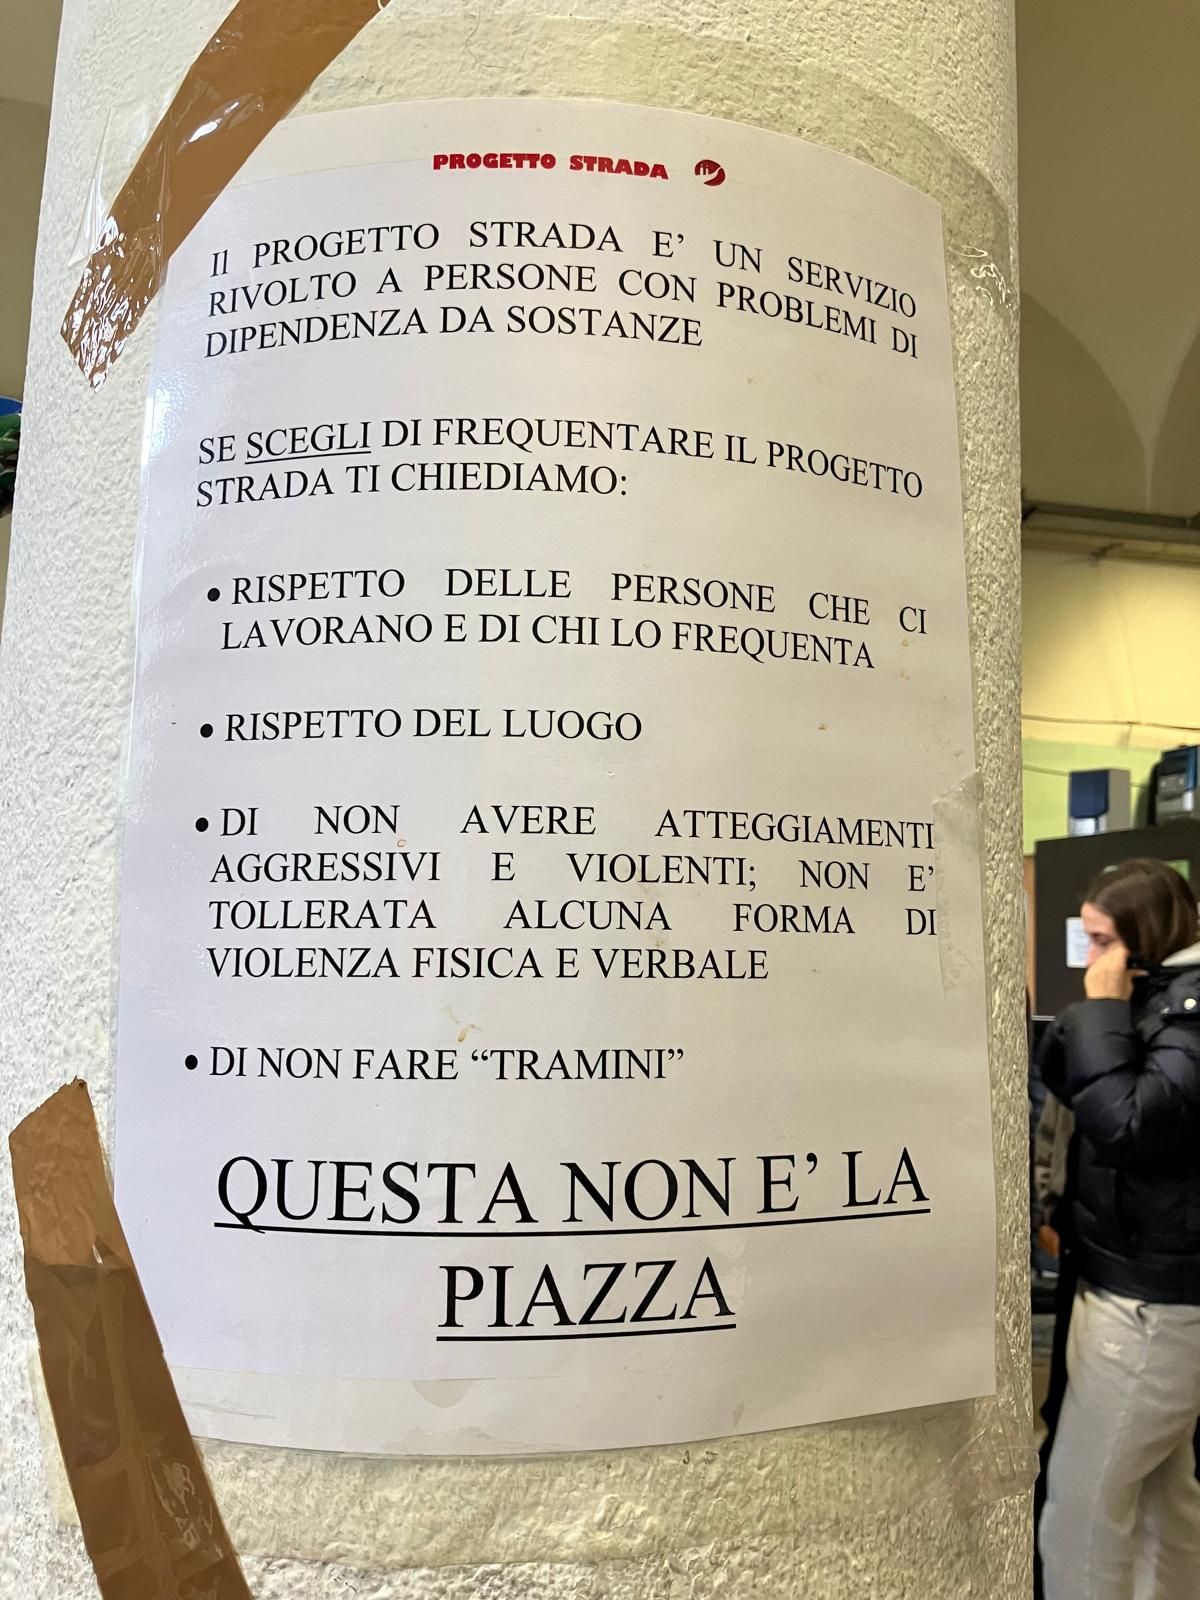 PROGETTO STRADA
Il PROGETTO STRADA E’ UN SERVIZIO
RIVOLTO A PERSONE CON PROBLEMI DI
DIPENDENZA DA SOSTANZE
SE SCEGLI DI FREQUENTARE IL PROGETTO
STRADA TI CHIEDIAMO:
• RISPETTO DELLE PERSONE CHE CI
LAVORANO E DI CHI LO FREQUENTA
• RISPETTO DEL LUOGO
• DI NON AVERE ATTEGGIAMENTI
AGGRESSIVI E VIOLENTI; NON E’
TOLLERATA ALCUNA FORMA DI
VIOLENZA FISICA E VERBALE
• DI NON FARE “TRAMINI”
QUESTA NON E’ LA
PIAZZA